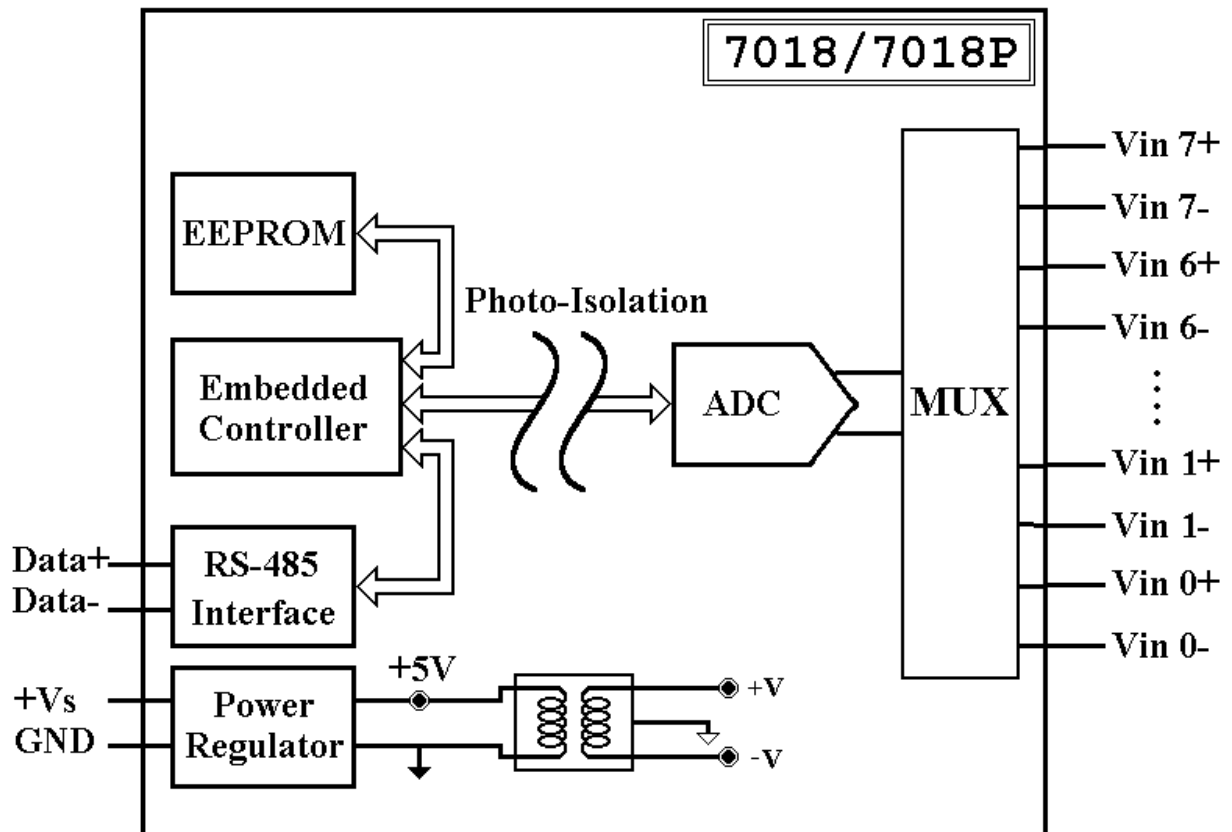 7018/7018P
EEPROM
Photo-Isolation
Embedded
Controller
ADC
MUX
Vin 7+
Vin 7-
Vin 6+
Vin 6-
Vin 1+
Vin 1-
Vin 0+
Vin 0-
Data+
Data-
RS-485
Interface
+Vs
GND
Power
Regulator
+5V
+V
-V